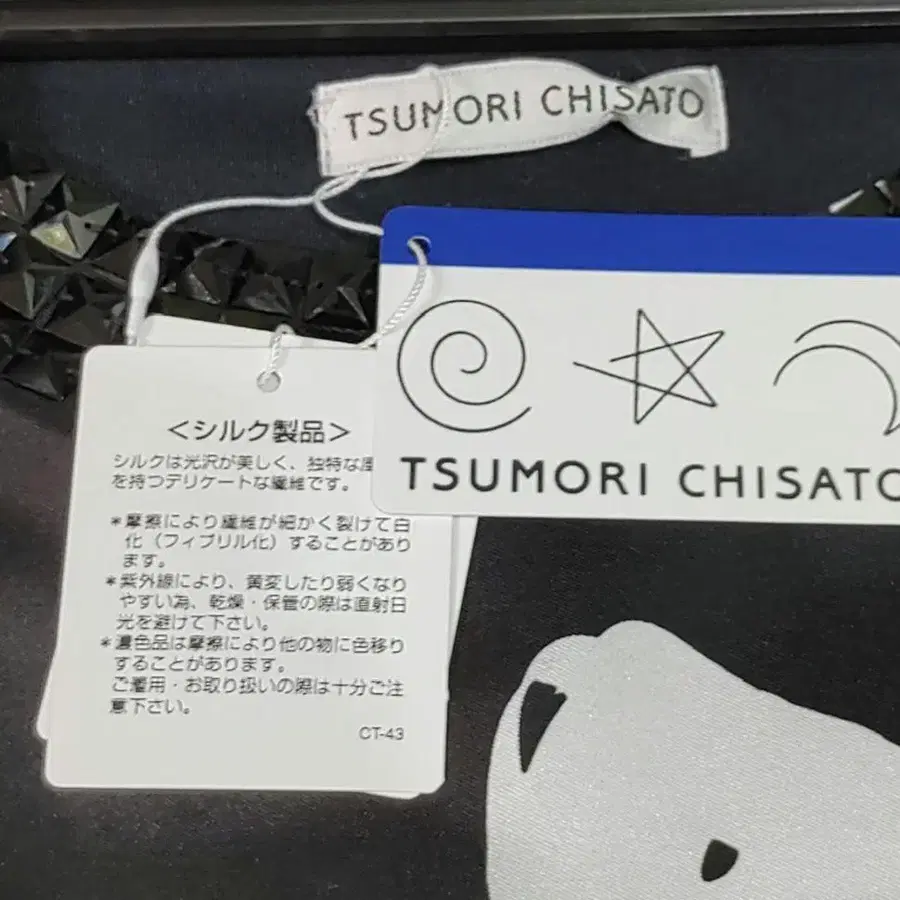 TSUMORI CHISATO
TSUMORI CHISATO
<シルク製品>
シルクは光沢が美しく、独特な風
を持つデリケートな繊維です。
*摩擦により繊維が細かく裂けて白
化(フィブリル化)することがあり
ます。
*紫外線により、黄変したり弱くなり
やすい為、乾燥・保管の際は直射日
光を避けて下さい。
*濃色品は摩擦により他の物に色移り
することがあります。
ご着用・お取り扱いの際は十分ご注
意下さい。
CT-43